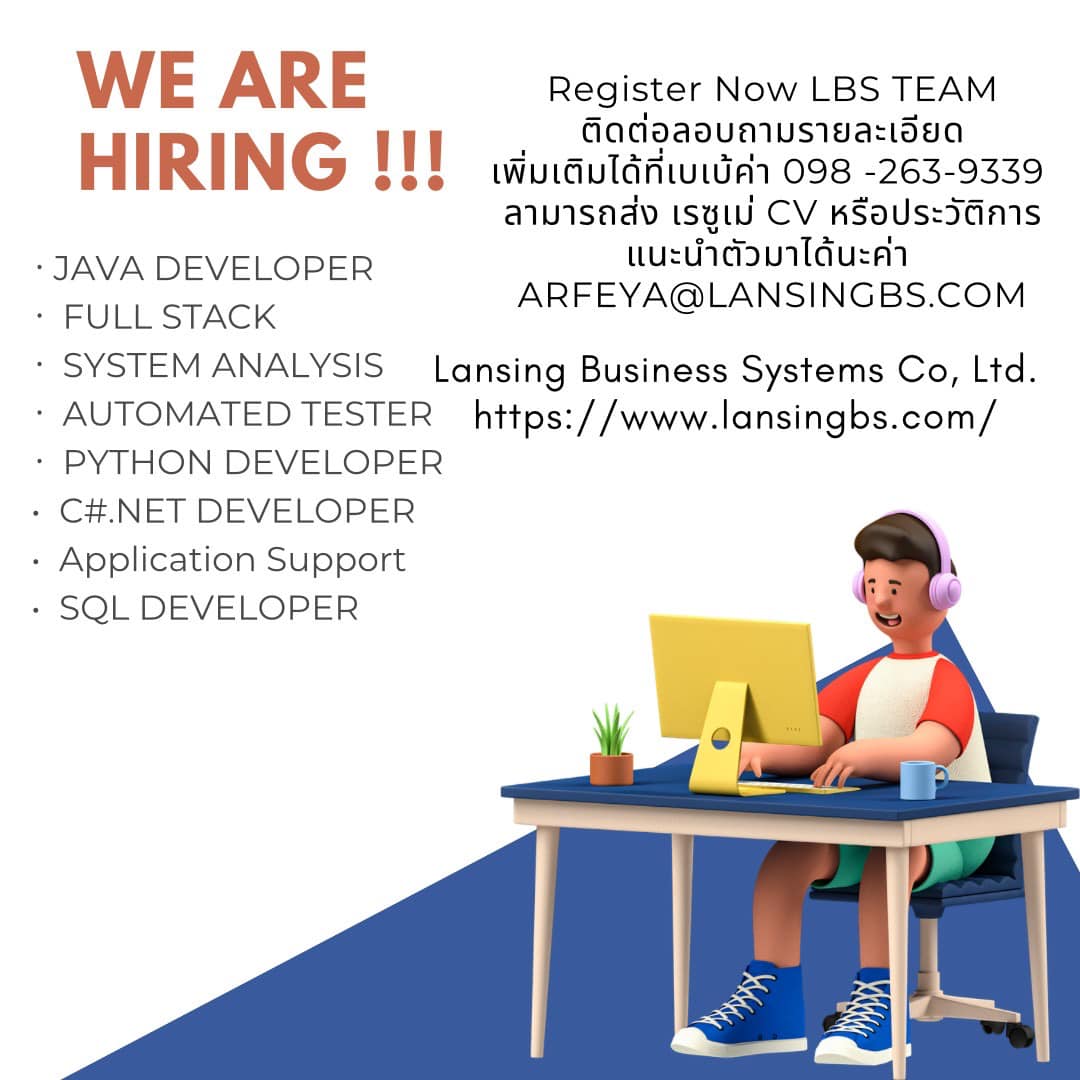 WE ARE
HIRING !!!
· JAVA DEVELOPER
· FULL STACK
· SYSTEM ANALYSIS
· AUTOMATED TESTER
· PYTHON DEVELOPER
• C#.NET DEVELOPER
• Application Support
• SQL DEVELOPER
Register Now LBS TEAM
ติดต่อลอบถามรายละเอียด
เพิ่มเติมได้ที่เบเบ้ค่า 098 -263-9339
ลามารถส่ง เรซูเม่ CV หรือประวัติการ
แนะนำตัวมาได้นะค่า
ARFEYA@LANSINGBS.COM
Lansing Business Systems Co, Ltd.
https://www.lansingbs.com/